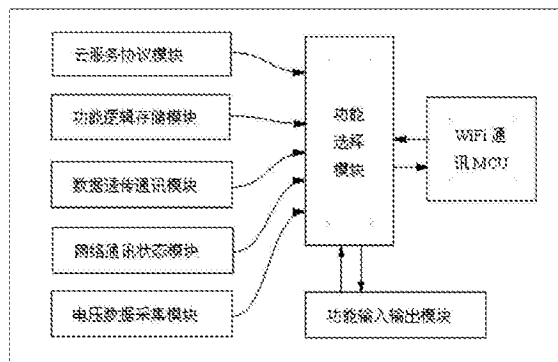 云服务协议模块
功能逻辑存储模块
数据透传通讯模块
网络通讯状态模块
电压数据采集模块
功能
选择
模块
WiFi 通
讯 MCU
功能输入输出模块